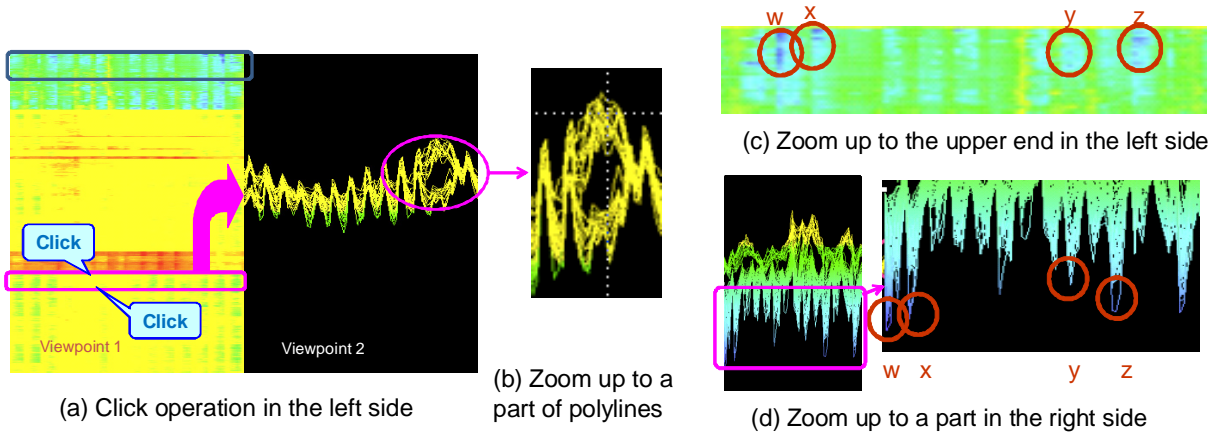 Click
Click
Viewpoint 1
Viewpoint 2
(a) Click operation in the left side
(b) Zoom up to a
part of polylines
w x y z
(c) Zoom up to the upper end in the left side
w x y z
(d) Zoom up to a part in the right side